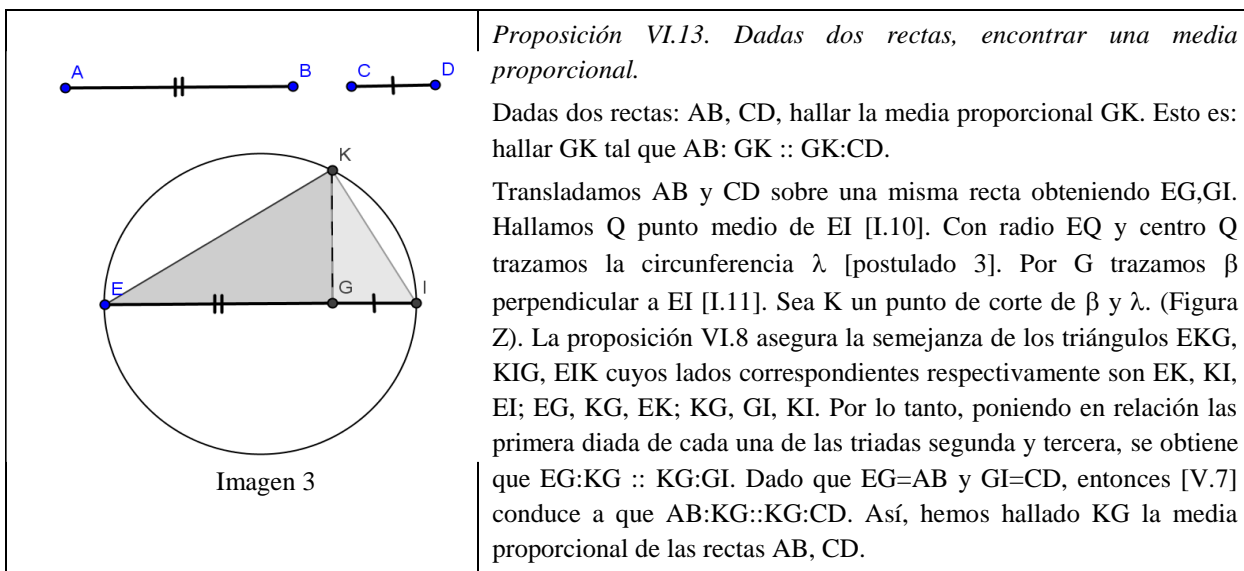 A B C D
K
E G I
Imagen 3
Proposición VI.13. Dadas dos rectas, encontrar una media
proporcional.
Dadas dos rectas: AB, CD, hallar la media proporcional GK. Esto es:
hallar GK tal que AB: GK :: GK:CD.
Transladamos AB y CD sobre una misma recta obteniendo EG,GI.
Hallamos Q punto medio de EI [I.10]. Con radio EQ y centro Q
trazamos la circunferencia λ [postulado 3]. Por G trazamos β
perpendicular a EI [I.11]. Sea K un punto de corte de β y λ. (Figura
Z). La proposición VI.8 asegura la semejanza de los triángulos EKG,
KIG, EIK cuyos lados correspondientes respectivamente son EK, KI,
EI; EG, KG, EK; KG, GI, KI. Por lo tanto, poniendo en relación las
primera diada de cada una de las triadas segunda y tercera, se obtiene
que EG:KG :: KG:GI. Dado que EG=AB y GI=CD, entonces [V.7]
conduce a que AB:KG::KG:CD. Así, hemos hallado KG la media
proporcional de las rectas AB, CD.